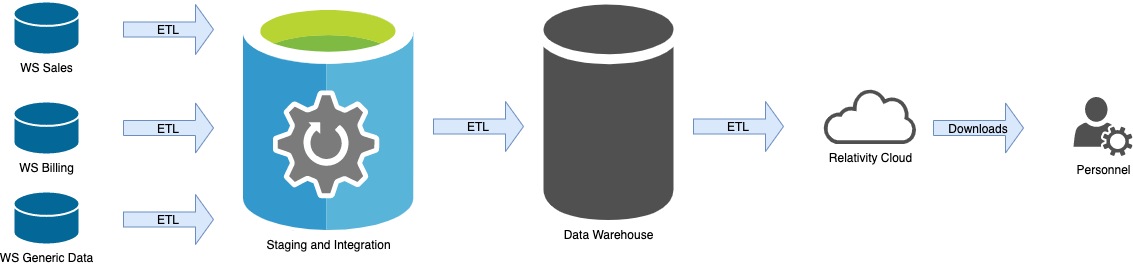 ETL
WS Sales
ETL
WS Billing
ETL
WS Generic Data
Staging and Integration
ETL
Data Warehouse
ETL
Relativity Cloud
Downloads
Personnel